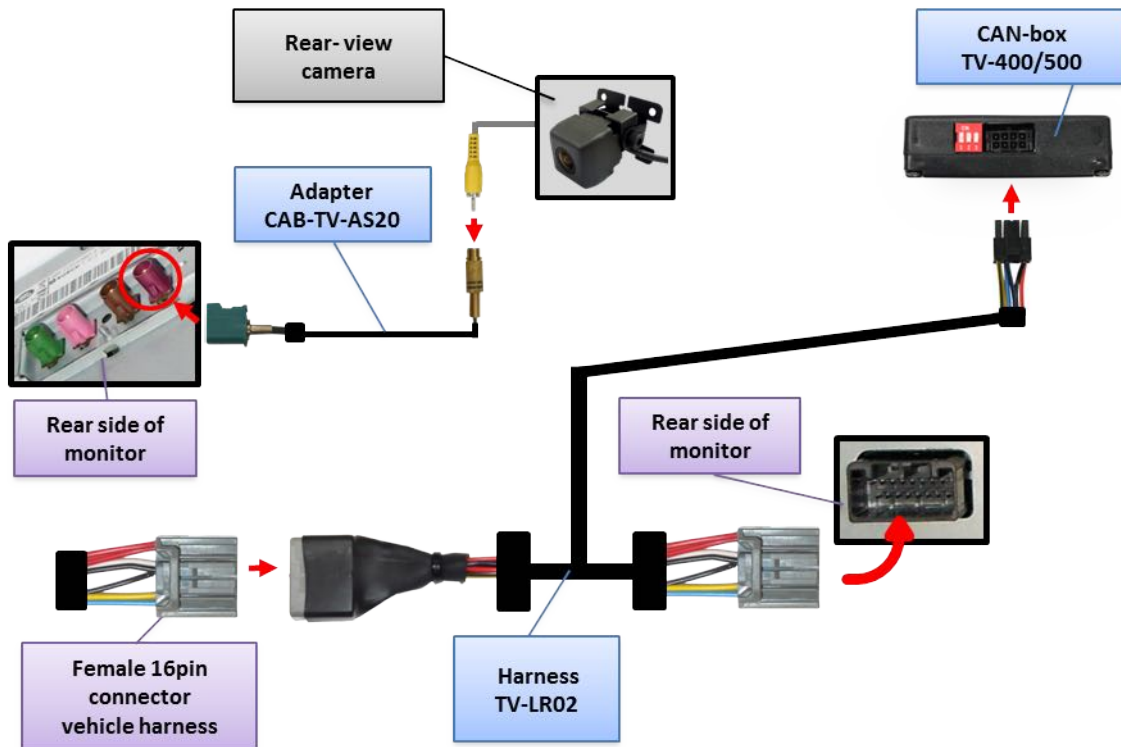 Rear- view
camera
CAN-box
TV-400/500
Adapter
CAB-TV-AS20
Rear side of
monitor
Rear side of
monitor
Female 16pin
connector
vehicle harness
Harness
TV-LR02